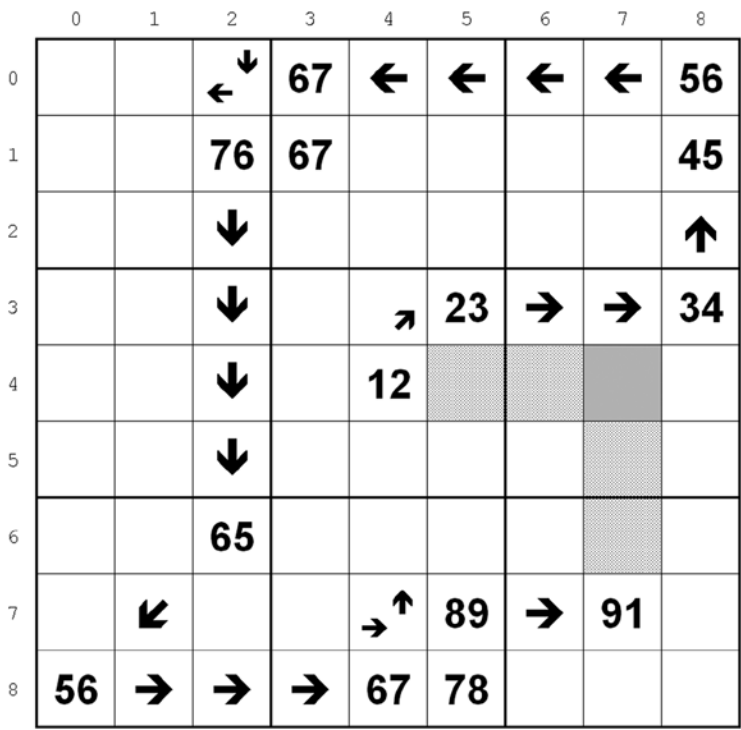 0 1 2 3 4 5 6 7 8
0 ↓ ← 67 ← ← ← ← 56
1 76 67 45
2 ↓ ↑
3 ↓ ↗ 23 → → 34
4 ↓ 12
5 ↓
6 65
7 ↙ ↑ → 89 → 91
8 56 → → → 67 78